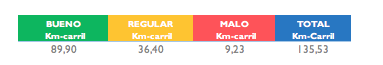 BUENO REGULAR MALO TOTAL
Km-carril Km-carril Km-carril Km-Carril
89,90 36,40 9,23 135,53